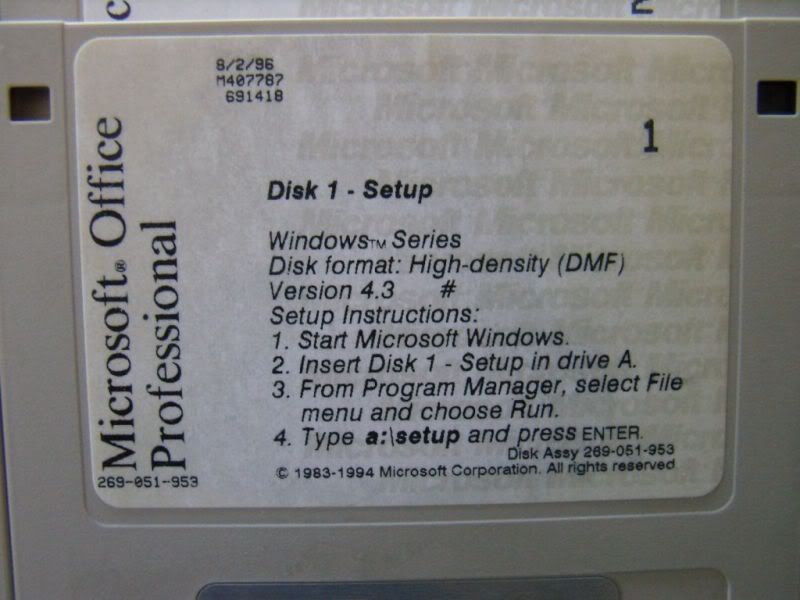 8/2/96
M407787
691418
1
Microsoft® Office
Professional
Disk 1 - Setup
Windows™ Series
Disk format: High-density (DMF)
Version 4.3 #
Setup Instructions:
1. Start Microsoft Windows.
2. Insert Disk 1 - Setup in drive A.
3. From Program Manager, select File
menu and choose Run.
4. Type a:\setup and press ENTER.
Disk Assy 269-051-953
© 1983-1994 Microsoft Corporation. All rights reserved
269-051-953